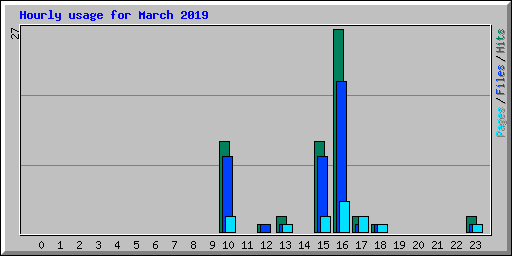 Hourly usage for March 2019
27
Pages/Files/Hits
0 1 2 3 4 5 6 7 8 9 10 11 12 13 14 15 16 17 18 19 20 21 22 23